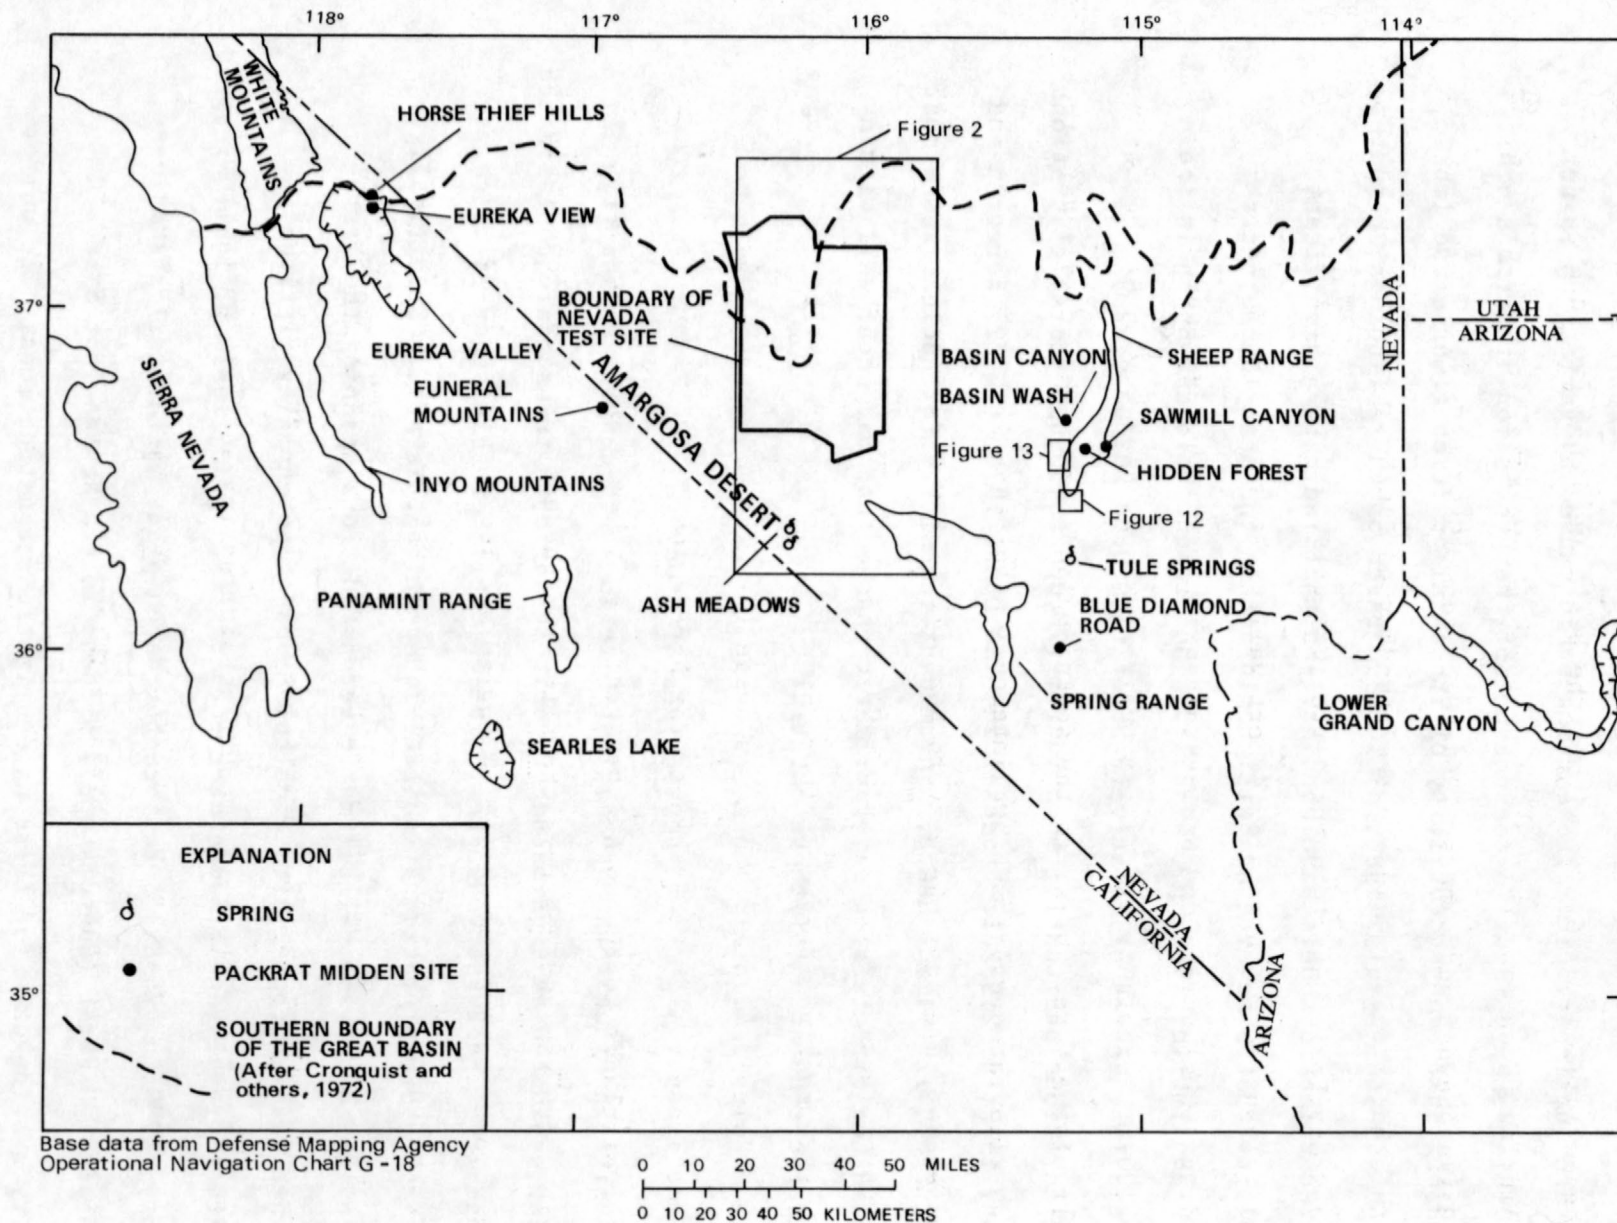 118°
117°
116°
115°
114°
WHITE
MOUNTAINS
HORSE THIEF HILLS
Figure 2
EUREKA VIEW
37°
BOUNDARY OF
NEVADA
TEST SITE
NEVADA
UTAH
ARIZONA
EUREKA VALLEY
BASIN CANYON
SHEEP RANGE
SIERRA NEVADA
FUNERAL
MOUNTAINS
AMARGOSA DESERT
BASIN WASH
SAWMILL CANYON
Figure 13
HIDDEN FOREST
INYO MOUNTAINS
Figure 12
TULE SPRINGS
PANAMINT RANGE
ASH MEADOWS
BLUE DIAMOND
ROAD
36°
SPRING RANGE
LOWER
GRAND CANYON
SEARLES LAKE
EXPLANATION
SPRING
NEVADA
CALIFORNIA
PACKRAT MIDDEN SITE
35°
ARIZONA
SOUTHERN BOUNDARY
OF THE GREAT BASIN
(After Cronquist and
others, 1972)
Base data from Defense Mapping Agency
Operational Navigation Chart G-18
0 10 20 30 40 50 MILES
0 10 20 30 40 50 KILOMETERS